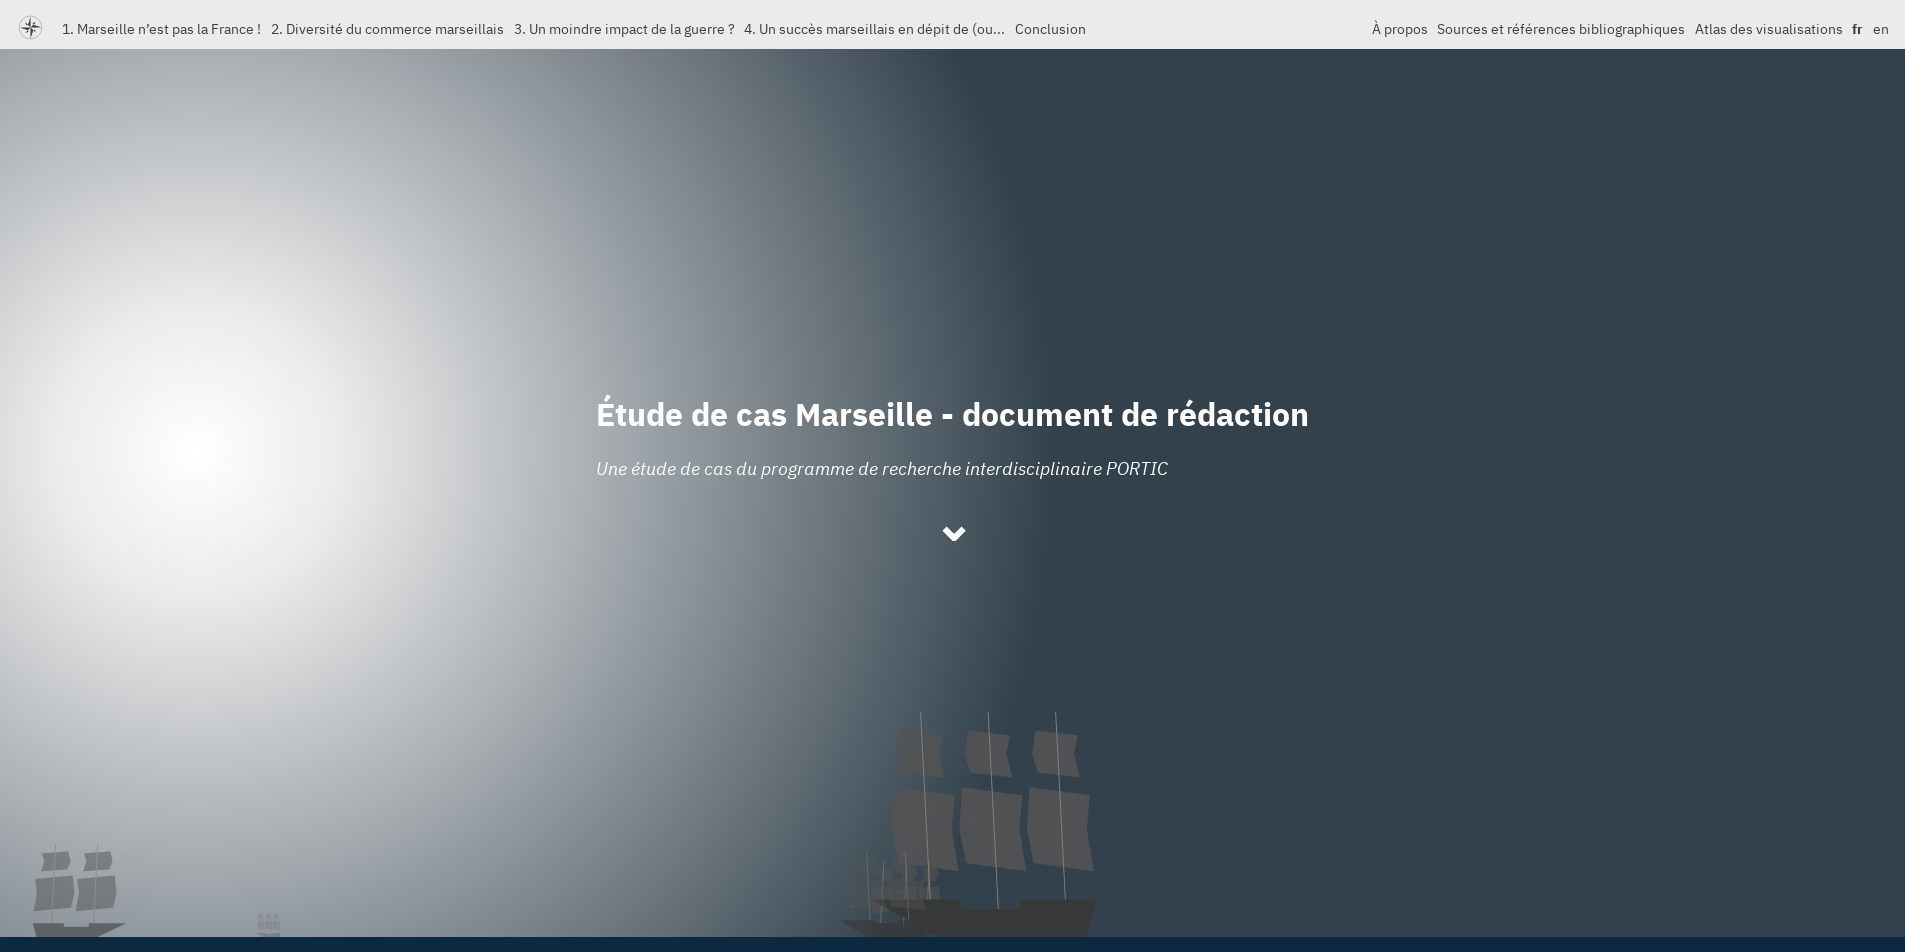 1. Marseille n’est pas la France !   2. Diversité du commerce marseillais   3. Un moindre impact de la guerre ?   4. Un succès marseillais en dépit de (ou...   Conclusion   À propos   Sources et références bibliographiques   Atlas des visualisations   fr   en
Étude de cas Marseille - document de rédaction
Une étude de cas du programme de recherche interdisciplinaire PORTIC